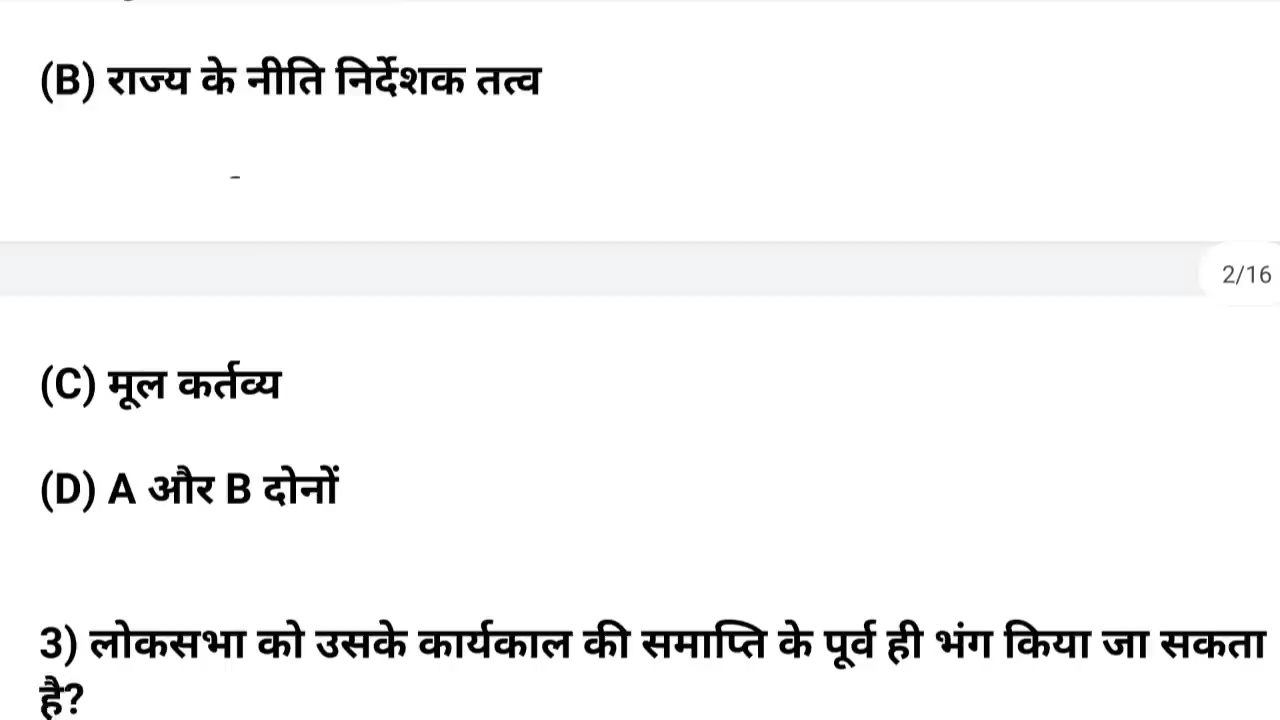 (B) राज्य के नीति निर्देशक तत्व
-
2/16
(C) मूल कर्तव्य
(D) A और B दोनों
3) लोकसभा को उसके कार्यकाल की समाप्ति के पूर्व ही भंग किया जा सकता
है?